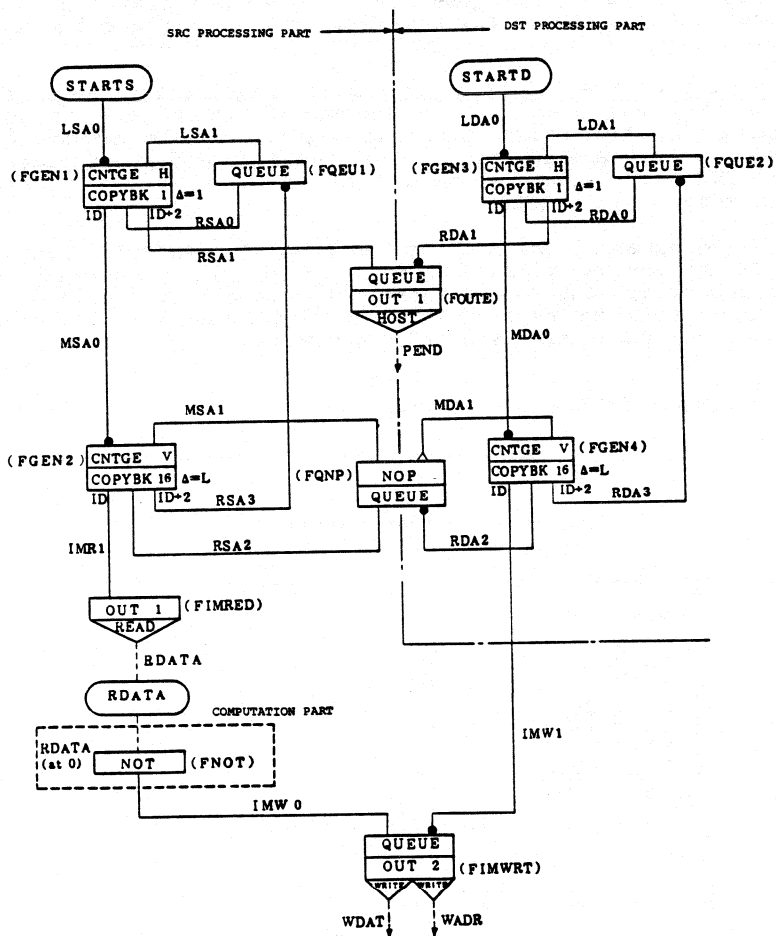 SRC PROCESSING PART
DST PROCESSING PART
STARTS
STARTD
LSA0
LSA1
LDA0
LDA1
(FGEN1)
CNTGE H
COPYBK 1
Δ=1
ID
ID+2
QUEUE
(FQEU1)
RSA0
RSA1
(FGEN3)
CNTGE H
COPYBK 1
Δ=1
ID
ID+2
QUEUE
(FQUE2)
RDA0
RDA1
QUEUE
OUT 1
(FOUTE)
HOST
PEND
MSA0
MDA0
MSA1
MDA1
(FGEN2)
CNTGE V
COPYBK 16
Δ=L
ID
ID+2
RSA3
(FQNP)
NOP
QUEUE
CNTGE V
(FGEN4)
COPYBK 16
Δ=L
ID
ID+2
RDA3
RSA2
RDA2
IMR1
OUT 1
(FIMRED)
READ
RDATA
RDATA
COMPUTATION PART
RDATA
(at 0)
NOT
(FNOT)
IMW1
IMW 0
QUEUE
OUT 2
(FIMWRT)
WRITE
WRITE
WDAT
WADR